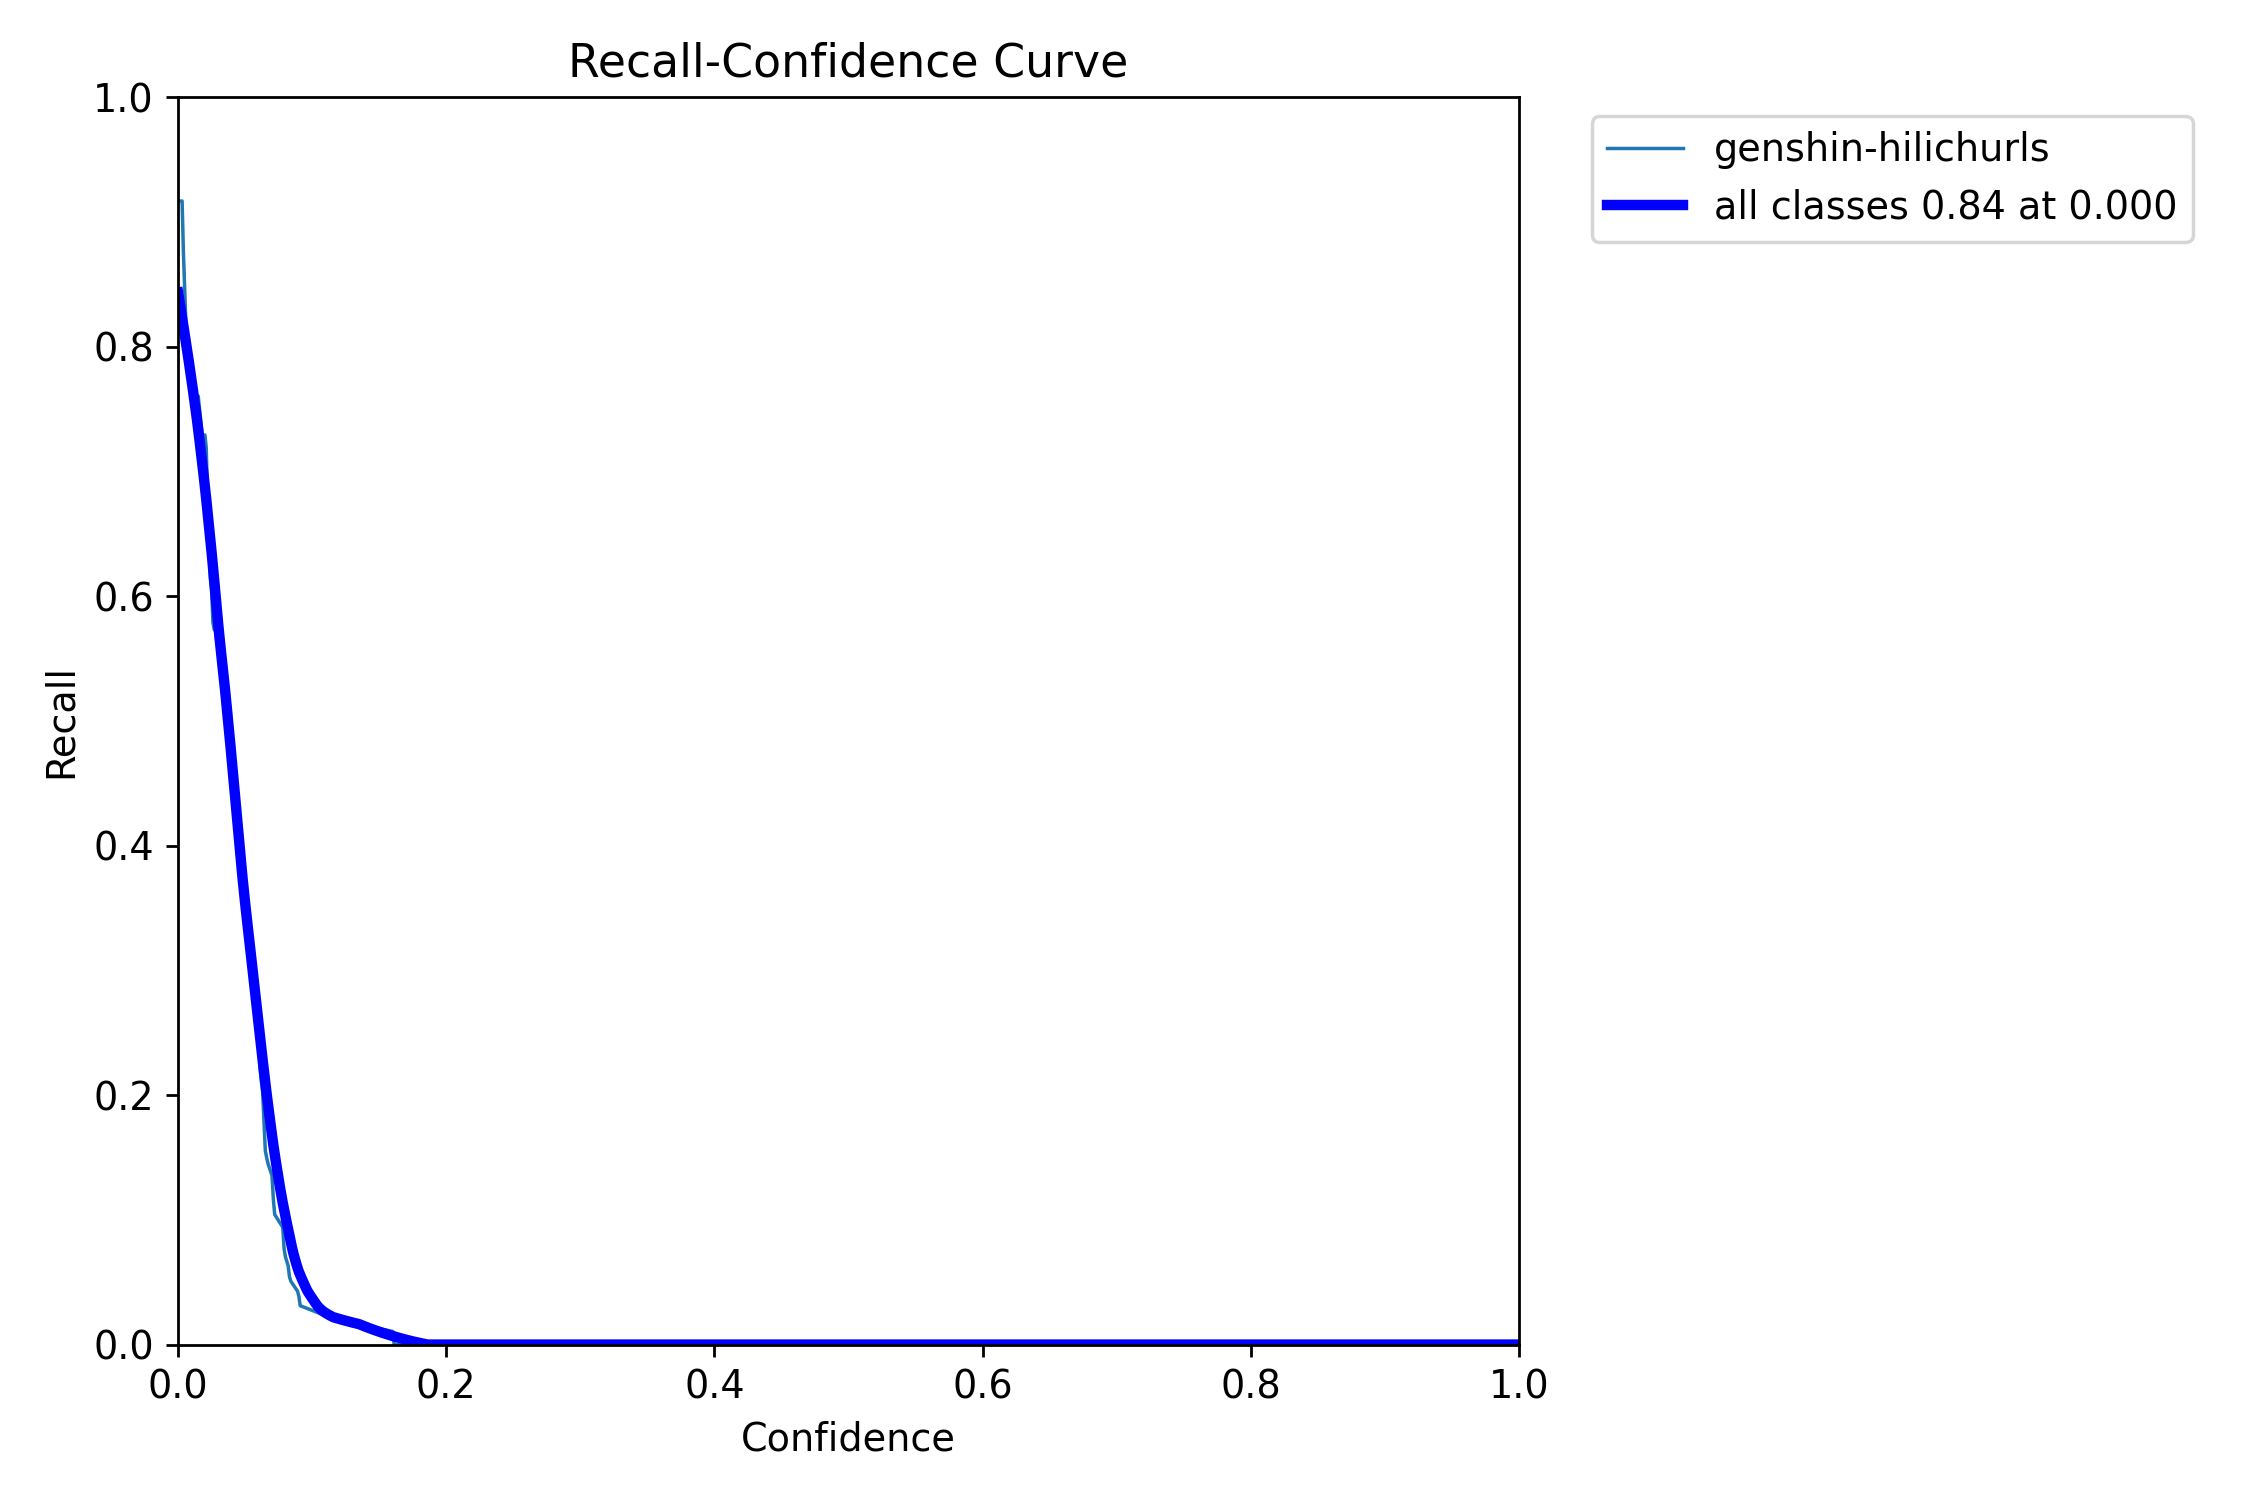 Recall-Confidence Curve
1.0
0.8
0.6
0.4
0.2
0.0
Recall
0.0 0.2 0.4 0.6 0.8 1.0
Confidence
genshin-hilichurls
all classes 0.84 at 0.000